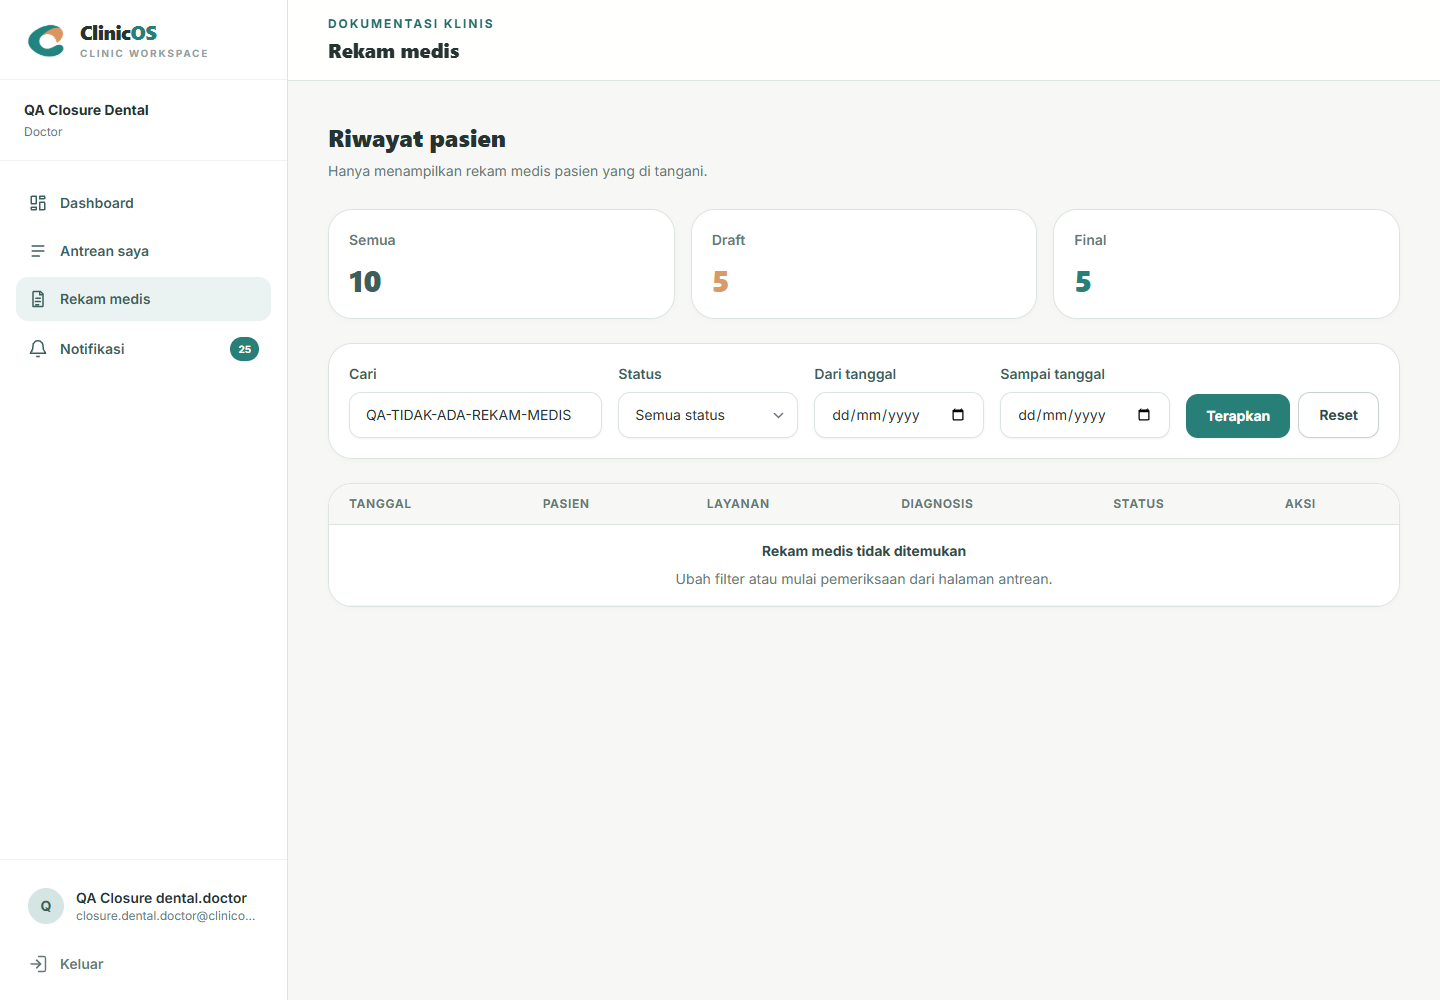 ClinicOS
CLINIC WORKSPACE
QA Closure Dental
Doctor
Dashboard
Antrean saya
Rekam medis
Notifikasi 25
Q
QA Closure dental.doctor
closure.dental.doctor@clinico...
Keluar
DOKUMENTASI KLINIS
Rekam medis
Riwayat pasien
Hanya menampilkan rekam medis pasien yang di tangani.
Semua Draft Final
10 5 5
Cari Status Dari tanggal Sampai tanggal
QA-TIDAK-ADA-REKAM-MEDIS Semua status dd/mm/yyyy dd/mm/yyyy Terapkan Reset
TANGGAL PASIEN LAYANAN DIAGNOSIS STATUS AKSI
Rekam medis tidak ditemukan
Ubah filter atau mulai pemeriksaan dari halaman antrean.